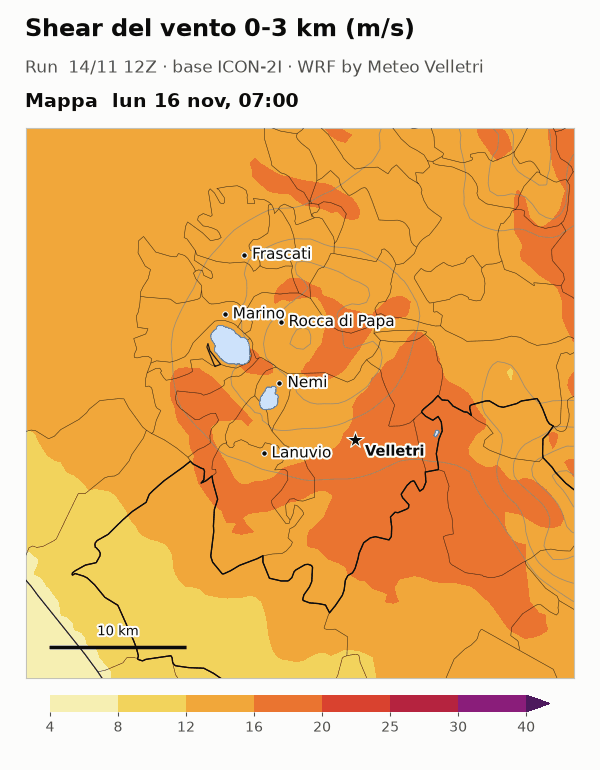 Shear del vento 0-3 km (m/s)
Run  14/11 12Z · base ICON-2I · WRF by Meteo Velletri
Mappa  lun 16 nov, 07:00
Frascati
Marino
Rocca di Papa
Nemi
Velletri
Lanuvio
10 km
4 8 12 16 20 25 30 40